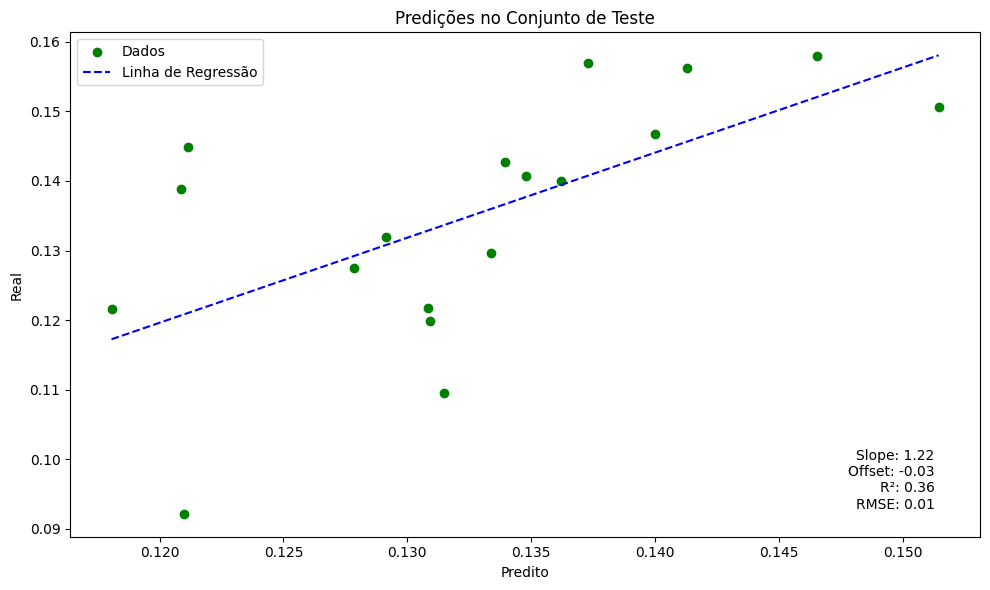 Predições no Conjunto de Teste
Dados
Linha de Regressão
0.16
0.15
0.14
0.13
0.12
0.11
0.10
0.09
Real
Slope: 1.22
Offset: -0.03
R²: 0.36
RMSE: 0.01
0.120 0.125 0.130 0.135 0.140 0.145 0.150
Predito